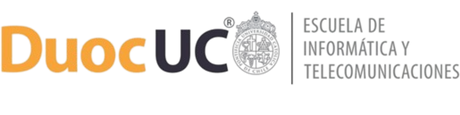 DuocUC®
ESCUELA DE
INFORMÁTICA Y
TELECOMUNICACIONES